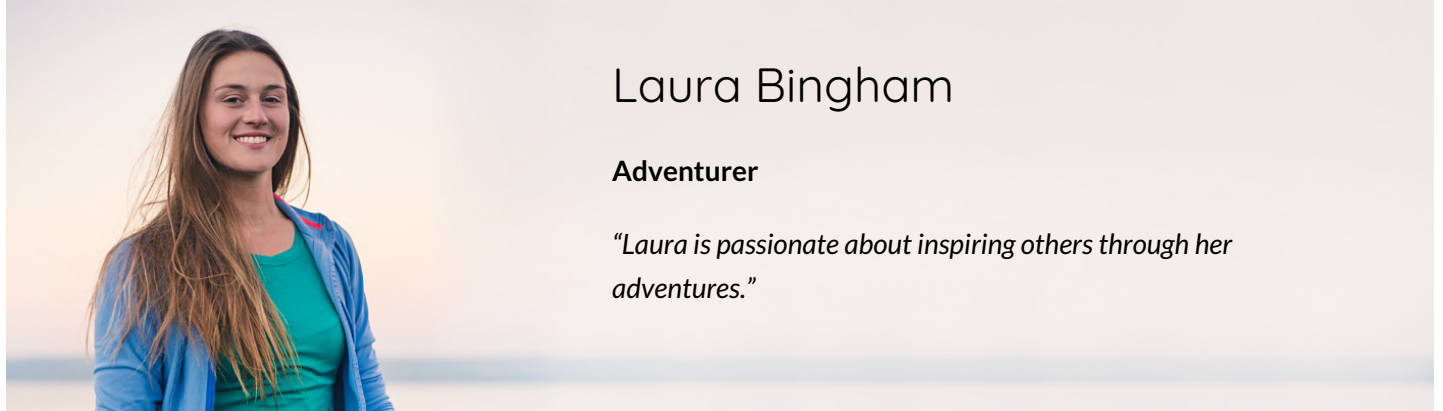 Laura Bingham
Adventurer
“Laura is passionate about inspiring others through her
adventures.”